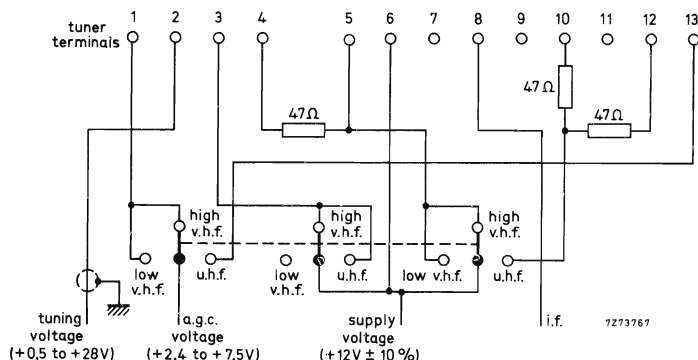 tuner terminals
1 2 3 4 5 6 7 8 9 10 11 12 13
47Ω
47Ω
47Ω
high v.h.f.
low v.h.f.
u.h.f.
high v.h.f.
low v.h.f.
u.h.f.
high v.h.f.
low v.h.f.
u.h.f.
tuning voltage
(+0,5 to +28V)
a.g.c. voltage
(+2,4 to +7,5V)
supply voltage
(+12V ± 10%)
i.f.
7Z73767